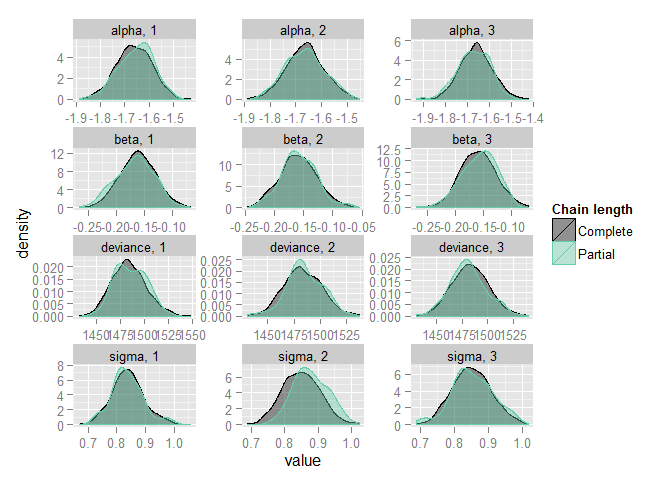 alpha, 1 alpha, 2 alpha, 3
4 2 0 4 2 0 6 4 2 0
-1.9 -1.8 -1.7 -1.6 -1.5 -1.9 -1.8 -1.7 -1.6 -1.5 -1.9 -1.8 -1.7 -1.6 -1.5 -1.4
beta, 1 beta, 2 beta, 3
12 8 4 0 10 5 0 12.5 10.0 7.5 5.0 2.5 0.0
-0.25 -0.20 -0.15 -0.10 -0.25 -0.20 -0.15 -0.10 -0.05 -0.25 -0.20 -0.15 -0.10
deviance, 1 deviance, 2 deviance, 3
0.020 0.015 0.010 0.005 0.000 0.025 0.020 0.015 0.010 0.005 0.000 0.025 0.020 0.015 0.010 0.005 0.000
1450 1475 1500 1525 1550 1450 1475 1500 1525 1450 1475 1500 1525
sigma, 1 sigma, 2 sigma, 3
8 6 4 2 0 6 4 2 0 6 4 2 0
0.7 0.8 0.9 1.0 0.7 0.8 0.9 1.0 0.7 0.8 0.9 1.0
value
density
Chain length
Complete
Partial